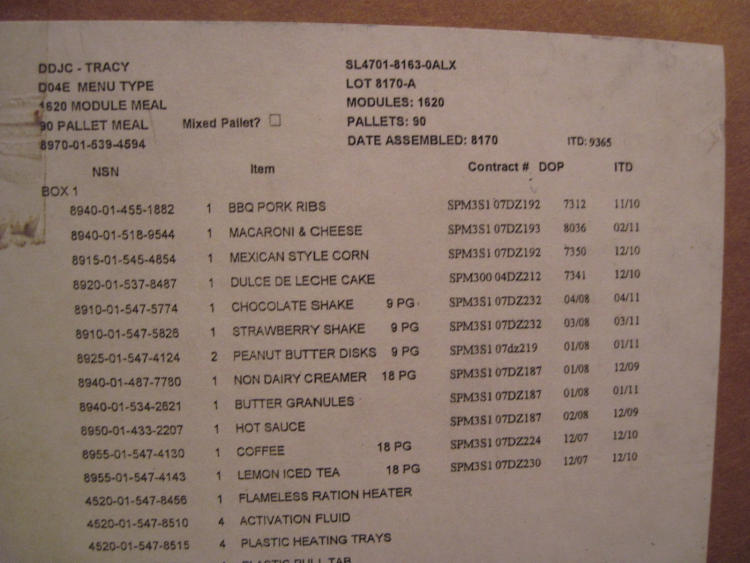 DDJC - TRACY SL4701-8163-0ALX
D04E MENU TYPE LOT 8170-A
1620 MODULE MEAL MODULES: 1620
90 PALLET MEAL Mixed Pallet? PALLETS: 90
8970-01-539-4594 DATE ASSEMBLED: 8170 ITD: 9365
NSN Item Contract # DOP ITD
BOX 1
8940-01-455-1882 1 BBQ PORK RIBS SPM3S1 07DZ192 7312 11/10
8940-01-518-9544 1 MACARONI & CHEESE SPM3S1 07DZ193 8036 02/11
8915-01-545-4854 1 MEXICAN STYLE CORN SPM3S1 07DZ192 7350 12/10
8920-01-537-8487 1 DULCE DE LECHE CAKE SPM300 04DZ212 7341 12/10
8910-01-547-5774 1 CHOCOLATE SHAKE 9 PG SPM3S1 07DZ232 04/08 04/11
8910-01-547-5826 1 STRAWBERRY SHAKE 9 PG SPM3S1 07DZ232 03/08 03/11
8925-01-547-4124 2 PEANUT BUTTER DISKS 9 PG SPM3S1 07dz219 01/08 01/11
8940-01-487-7780 1 NON DAIRY CREAMER 18 PG SPM3S1 07DZ187 01/08 12/09
8940-01-534-2621 1 BUTTER GRANULES SPM3S1 07DZ187 01/08 01/11
8950-01-433-2207 1 HOT SAUCE SPM3S1 07DZ187 02/08 12/09
8955-01-547-4130 1 COFFEE 18 PG SPM3S1 07DZ224 12/07 12/10
8955-01-547-4143 1 LEMON ICED TEA 18 PG SPM3S1 07DZ230 12/07 12/10
4520-01-547-8456 1 FLAMELESS RATION HEATER
4520-01-547-8510 4 ACTIVATION FLUID
4520-01-547-8515 4 PLASTIC HEATING TRAYS
PLASTIC PULL TAB